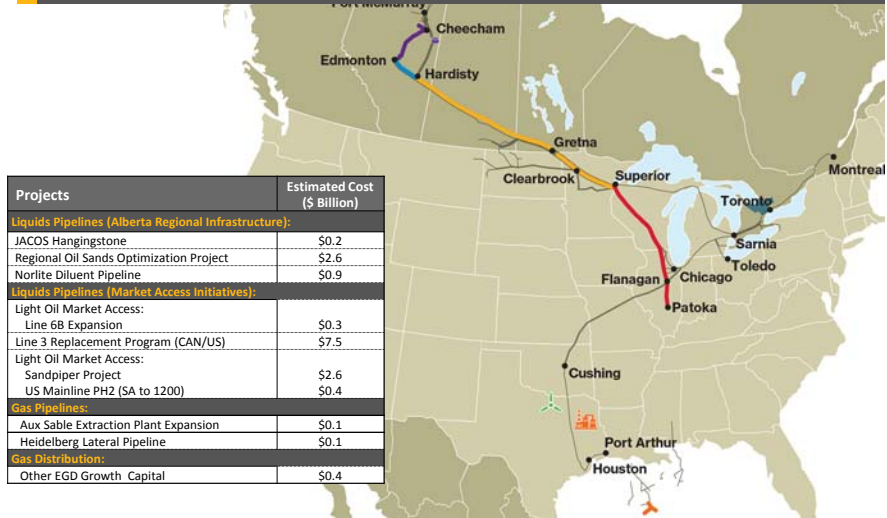 Port McMurray
Cheecham
Edmonton
Hardisty
Gretna
Clearbrook
Superior
Montreal
Toronto
Sarnia
Toledo
Flanagan
Chicago
Patoka
Cushing
Port Arthur
Houston
Projects
Estimated Cost
($ Billion)
Liquids Pipelines (Alberta Regional Infrastructure):
JACOS Hangingstone $0.2
Regional Oil Sands Optimization Project $2.6
Norlite Diluent Pipeline $0.9
Liquids Pipelines (Market Access Initiatives):
Light Oil Market Access:
Line 6B Expansion $0.3
Line 3 Replacement Program (CAN/US) $7.5
Light Oil Market Access:
Sandpiper Project $2.6
US Mainline PH2 (SA to 1200) $0.4
Gas Pipelines:
Aux Sable Extraction Plant Expansion $0.1
Heidelberg Lateral Pipeline $0.1
Gas Distribution:
Other EGD Growth Capital $0.4